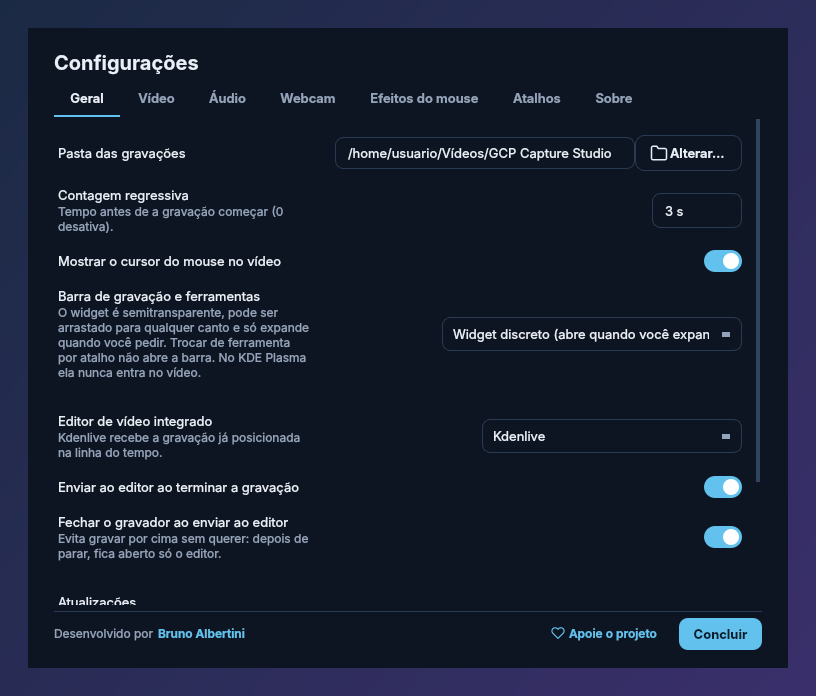 Configurações
Geral Vídeo Áudio Webcam Efeitos do mouse Atalhos Sobre
Pasta das gravações /home/usuario/Vídeos/GCP Capture Studio Alterar...
Contagem regressiva
Tempo antes de a gravação começar (0
desativa).
3 s
Mostrar o cursor do mouse no vídeo
Barra de gravação e ferramentas
O widget é semitransparente, pode ser
arrastado para qualquer canto e só expande
quando você pedir. Trocar de ferramenta
por atalho não abre a barra. No KDE Plasma
ela nunca entra no vídeo.
Widget discreto (abre quando você expan
Editor de vídeo integrado
Kdenlive recebe a gravação já posicionada
na linha do tempo.
Kdenlive
Enviar ao editor ao terminar a gravação
Fechar o gravador ao enviar ao editor
Evita gravar por cima sem querer: depois de
parar, fica aberto só o editor.
Atualizações
Desenvolvido por Bruno Albertini Apoie o projeto Concluir